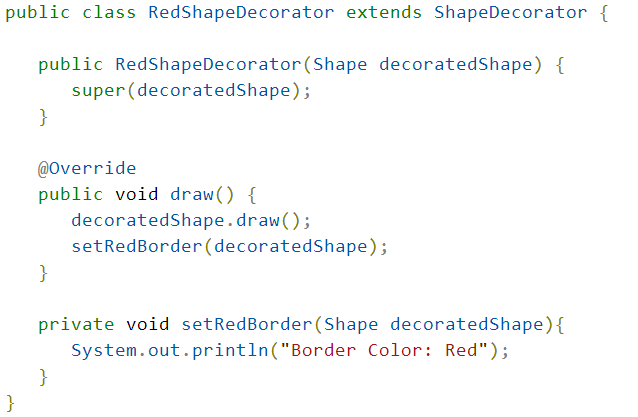 public class RedShapeDecorator extends ShapeDecorator {
public RedShapeDecorator(Shape decoratedShape) {
super(decoratedShape);
}
@Override
public void draw() {
decoratedShape.draw();
setRedBorder(decoratedShape);
}
private void setRedBorder(Shape decoratedShape){
System.out.println("Border Color: Red");
}
}